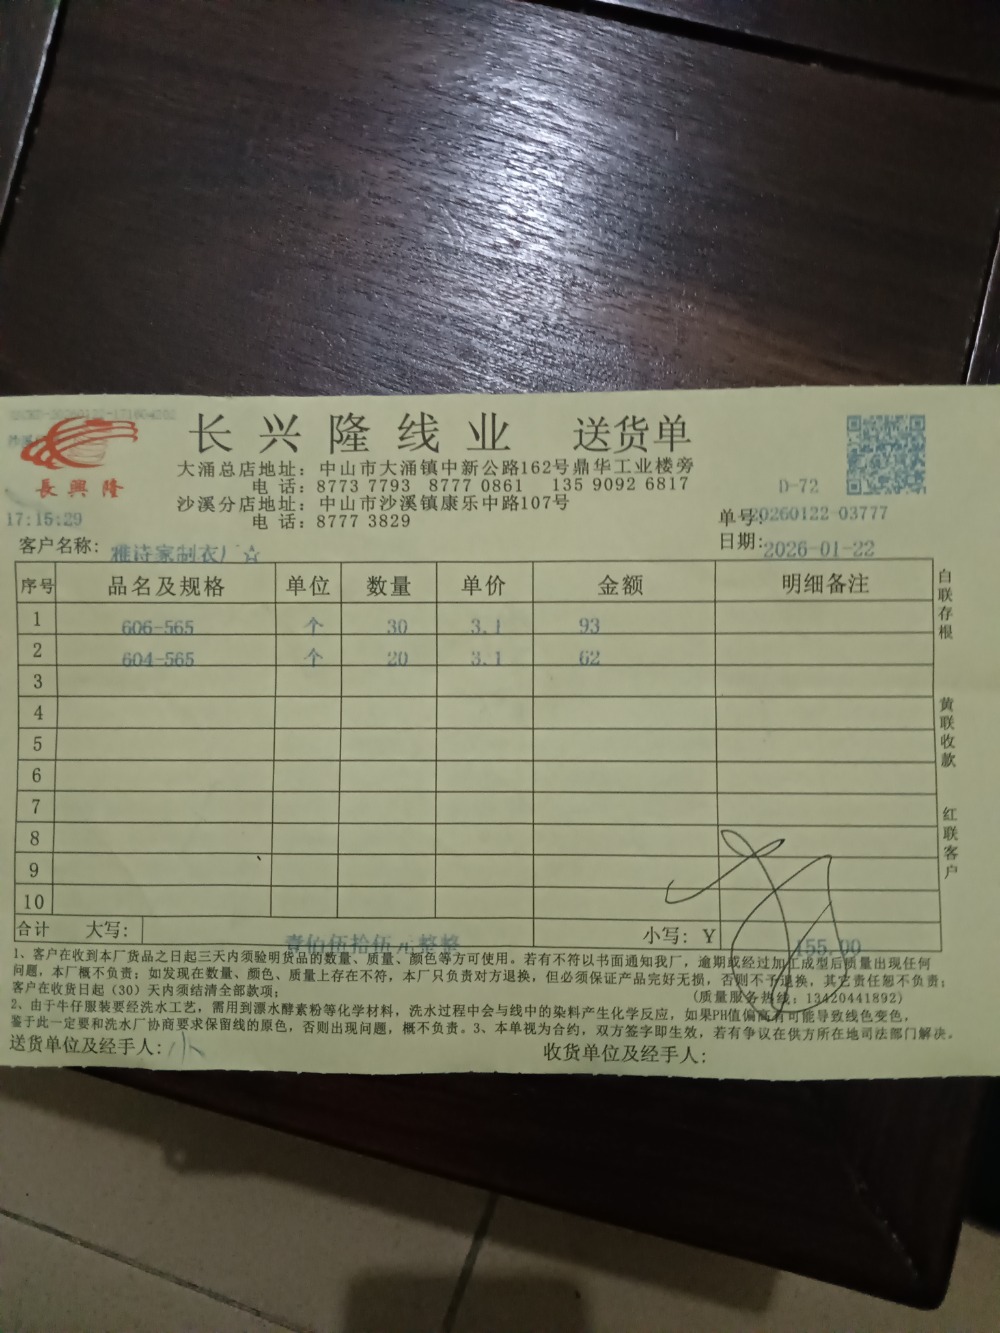 长兴隆线业 送货单
長興隆
大涌总店地址：中山市大涌镇中新公路162号鼎华工业楼旁
电 话：8773 7793 8777 0861 135 9092 6817
D-72
沙溪分店地址：中山市沙溪镇康乐中路107号
电 话：8777 3829
17:15:29
单号：20260122-03777
客户名称：雅诗家制衣厂☆
日期：2026-01-22
序号 品名及规格 单位 数量 单价 金额 明细备注
1 606-565 个 30 3.1 93
2 604-565 个 20 3.1 62
3
4
5
6
7
8
9
10
合计 大写：壹佰伍拾伍元整整 小写：￥155.00
白联存根
黄联收款
红联客户
1、客户在收到本厂货品之日起三天内须验明货品的数量、质量、颜色等方可使用。若有不符以书面通知我厂，逾期或经过加工成型后质量出现任何
问题，本厂概不负责；如发现在数量、颜色、质量上存在不符，本厂只负责对方退换，但必须保证产品完好无损，否则不予退换，其它责任恕不负责；
客户在收货日起（30）天内须结清全部款项；
（质量服务热线：13420441892）
2、由于牛仔服装要经洗水工艺，需用到漂水酵素粉等化学材料，洗水过程中会与线中的染料产生化学反应，如果PH值偏高有可能导致线色变色，
鉴于此一定要和洗水厂协商要求保留线的原色，否则出现问题，概不负责。3、本单视为合约，双方签字即生效，若有争议在供方所在地司法部门解决。
送货单位及经手人：
收货单位及经手人：